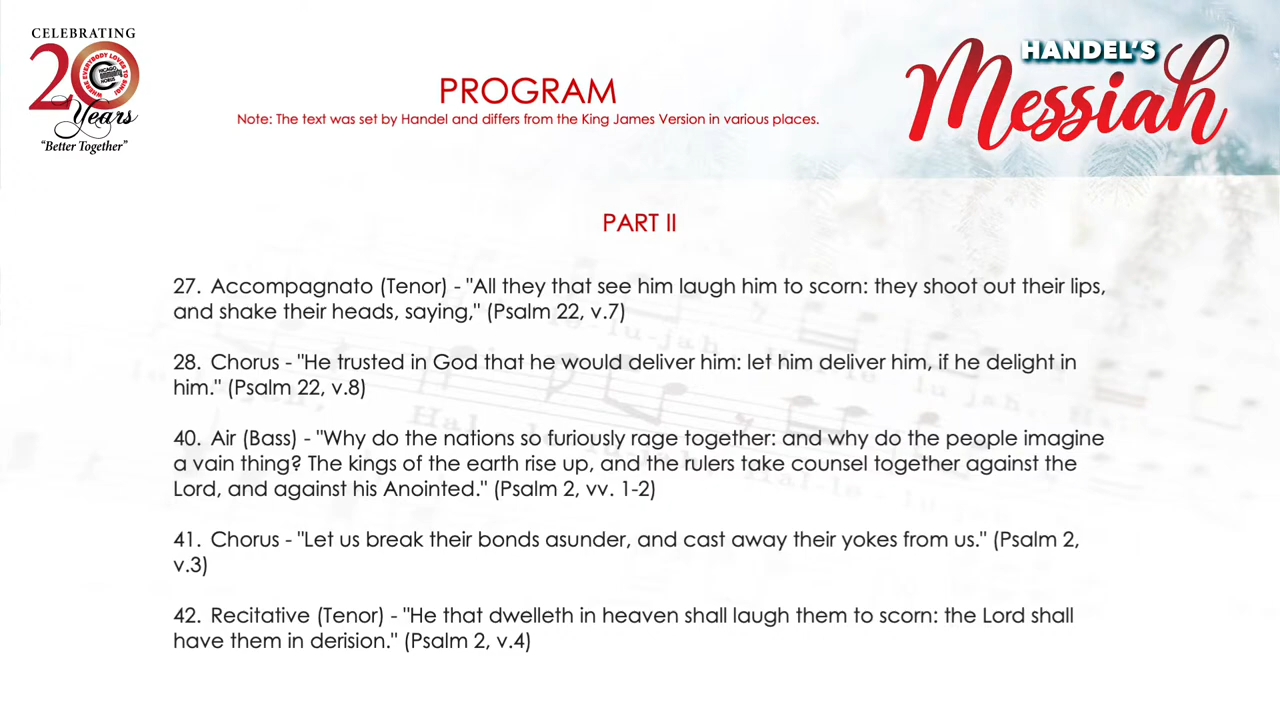 CELEBRATING
20
WHERE EVERYBODY LOVES TO SING!
Years
"Better Together"
PROGRAM
Note: The text was set by Handel and differs from the King James Version in various places.
HANDEL'S
Messiah
PART II
27. Accompagnato (Tenor) - "All they that see him laugh him to scorn: they shoot out their lips,
and shake their heads, saying," (Psalm 22, v.7)
28. Chorus - "He trusted in God that he would deliver him: let him deliver him, if he delight in
him." (Psalm 22, v.8)
40. Air (Bass) - "Why do the nations so furiously rage together: and why do the people imagine
a vain thing? The kings of the earth rise up, and the rulers take counsel together against the
Lord, and against his Anointed." (Psalm 2, vv. 1-2)
41. Chorus - "Let us break their bonds asunder, and cast away their yokes from us." (Psalm 2,
v.3)
42. Recitative (Tenor) - "He that dwelleth in heaven shall laugh them to scorn: the Lord shall
have them in derision." (Psalm 2, v.4)